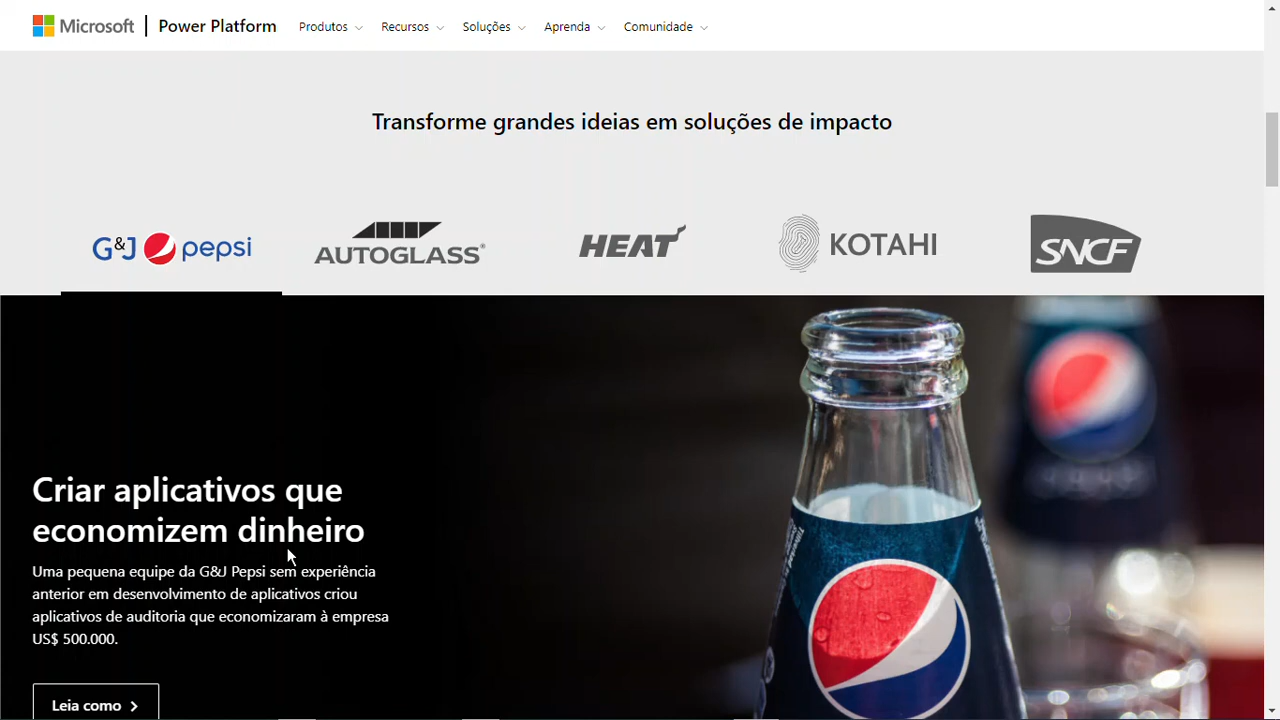 Microsoft
Power Platform
Produtos
Recursos
Soluções
Aprenda
Comunidade
Transforme grandes ideias em soluções de impacto
G&J pepsi
AUTOGLASS®
HEAT
KOTAHI
SNCF
Criar aplicativos que
economizem dinheiro
Uma pequena equipe da G&J Pepsi sem experiência
anterior em desenvolvimento de aplicativos criou
aplicativos de auditoria que economizaram à empresa
US$ 500.000.
Leia como